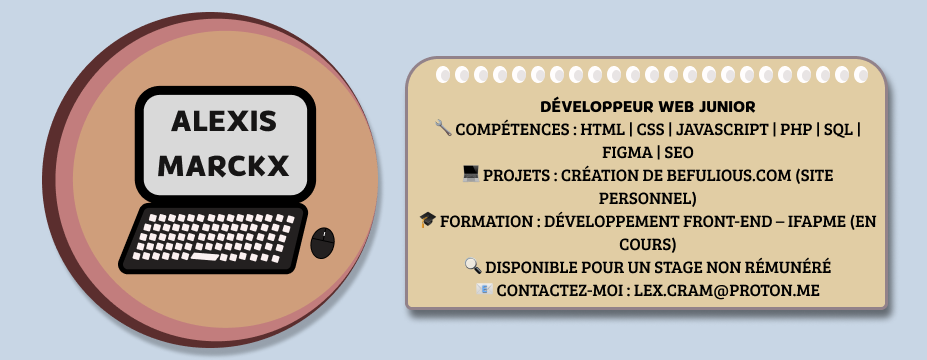 ALEXIS
MARCKX
DÉVELOPPEUR WEB JUNIOR
🔧 COMPÉTENCES : HTML | CSS | JAVASCRIPT | PHP | SQL |
FIGMA | SEO
💻 PROJETS : CRÉATION DE BEFULIOUS.COM (SITE
PERSONNEL)
🎓 FORMATION : DÉVELOPPEMENT FRONT-END – IFAPME (EN
COURS)
🔍 DISPONIBLE POUR UN STAGE NON RÉMUNÉRÉ
📧 CONTACTEZ-MOI : LEX.CRAM@PROTON.ME